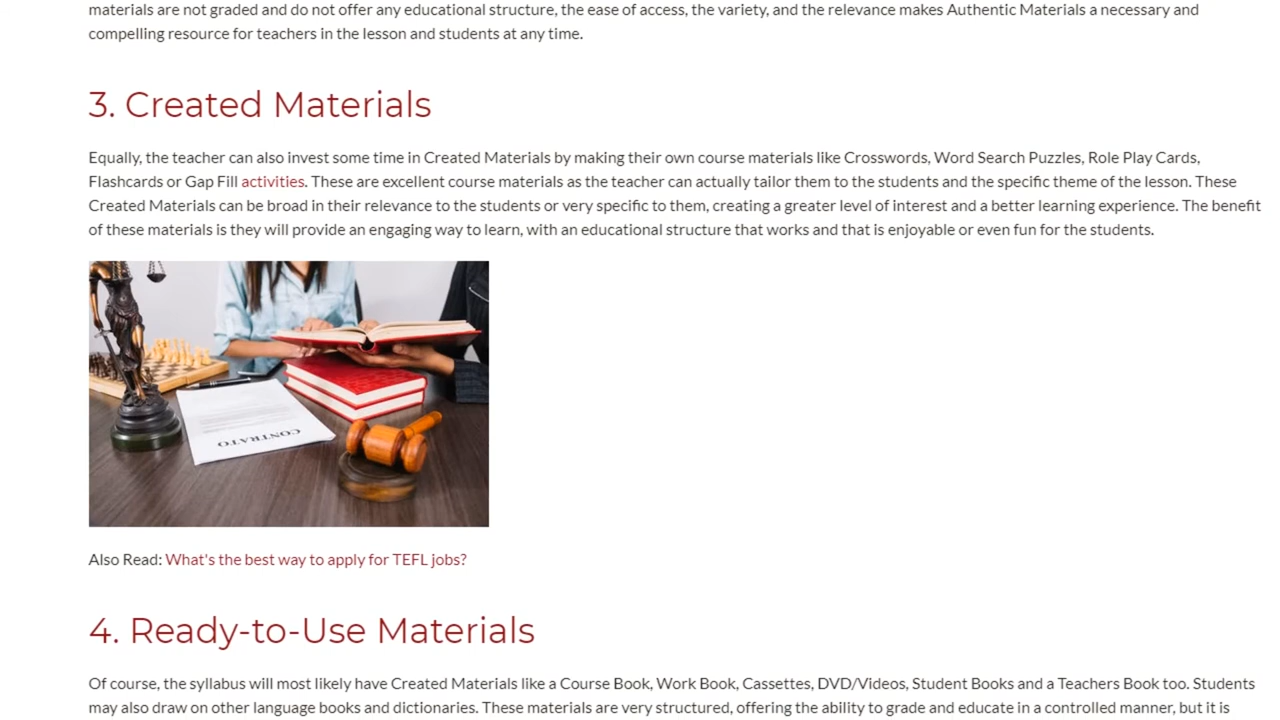 materials are not graded and do not offer any educational structure, the ease of access, the variety, and the relevance makes Authentic Materials a necessary and
compelling resource for teachers in the lesson and students at any time.
3. Created Materials
Equally, the teacher can also invest some time in Created Materials by making their own course materials like Crosswords, Word Search Puzzles, Role Play Cards,
Flashcards or Gap Fill activities. These are excellent course materials as the teacher can actually tailor them to the students and the specific theme of the lesson. These
Created Materials can be broad in their relevance to the students or very specific to them, creating a greater level of interest and a better learning experience. The benefit
of these materials is they will provide an engaging way to learn, with an educational structure that works and that is enjoyable or even fun for the students.
CONTRATO
Also Read: What's the best way to apply for TEFL jobs?
4. Ready-to-Use Materials
Of course, the syllabus will most likely have Created Materials like a Course Book, Work Book, Cassettes, DVD/Videos, Student Books and a Teachers Book too. Students
may also draw on other language books and dictionaries. These materials are very structured, offering the ability to grade and educate in a controlled manner, but it is